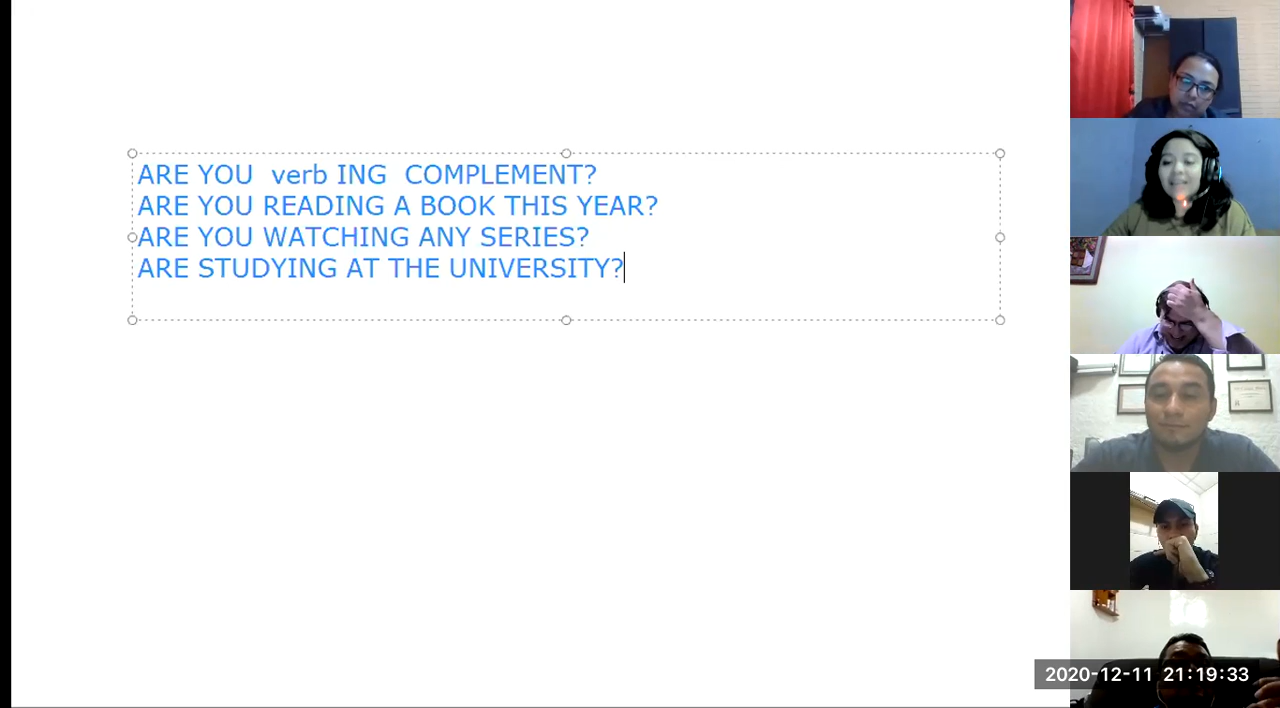 ARE YOU  verb ING  COMPLEMENT?
ARE YOU READING A BOOK THIS YEAR?
ARE YOU WATCHING ANY SERIES?
ARE STUDYING AT THE UNIVERSITY?
2020-12-11 21:19:33